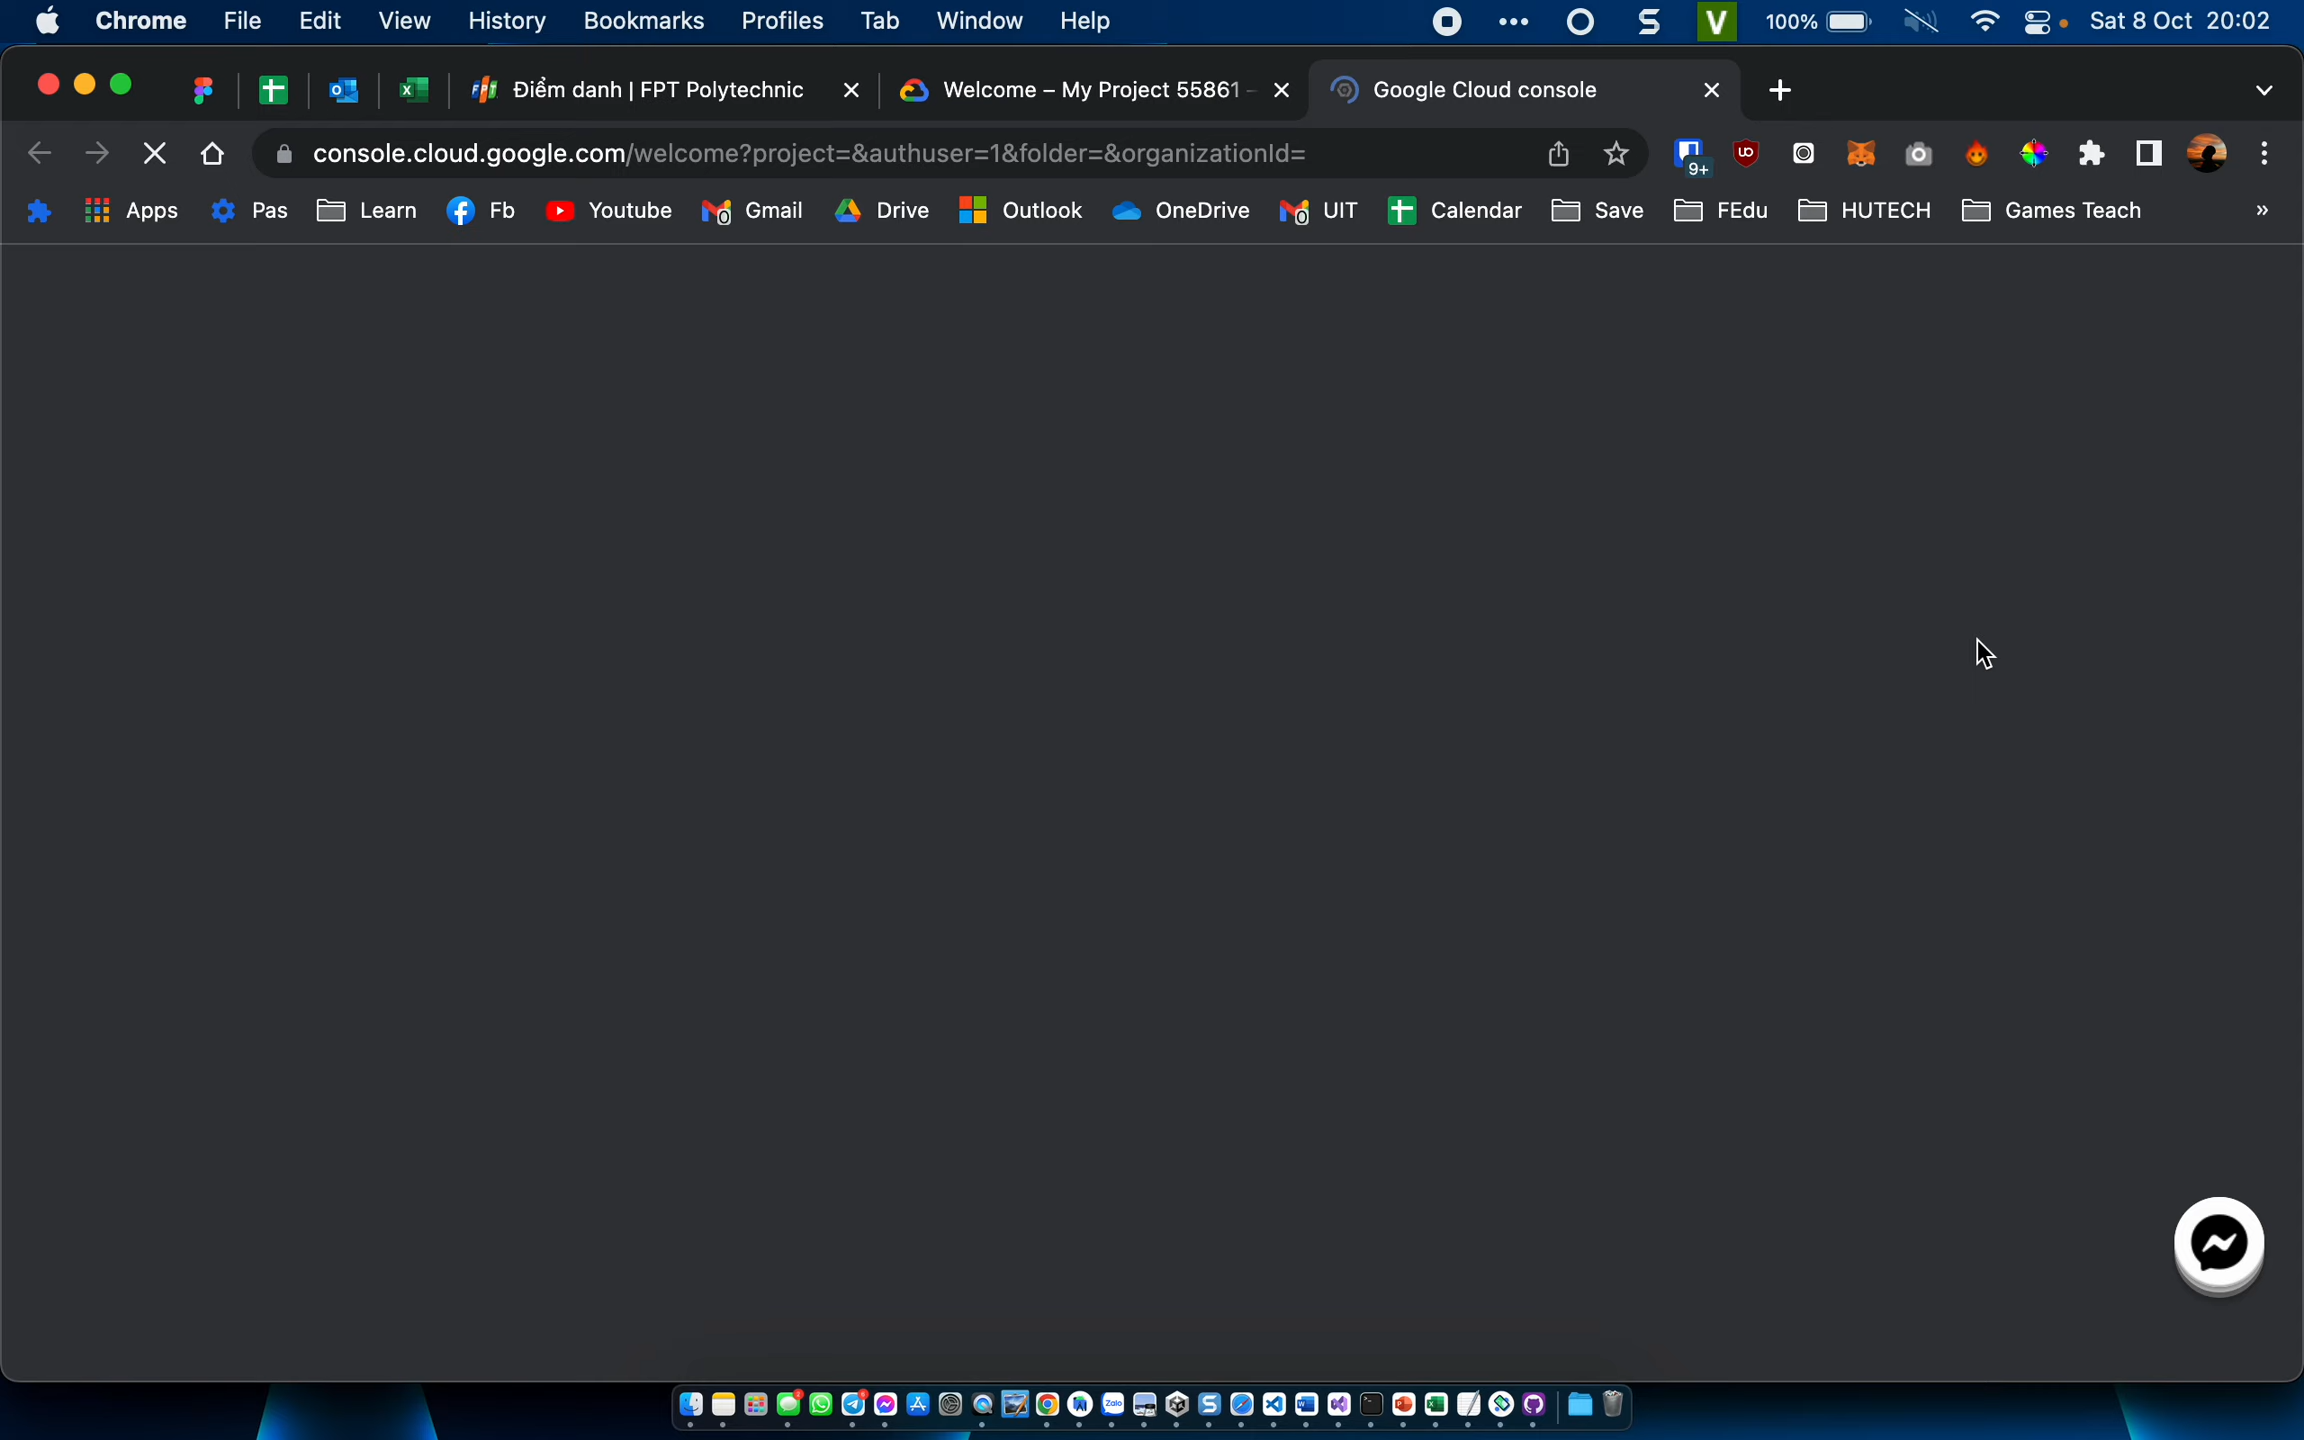 Chrome File Edit View History Bookmarks Profiles Tab Window Help S V 100% Sat 8 Oct 20:02
Điểm danh | FPT Polytechnic Welcome – My Project 55861 – Google Cloud console
console.cloud.google.com/welcome?project=&authuser=1&folder=&organizationId= 9+
Apps Pas Learn Fb Youtube Gmail Drive Outlook OneDrive UIT Calendar Save FEdu HUTECH Games Teach »